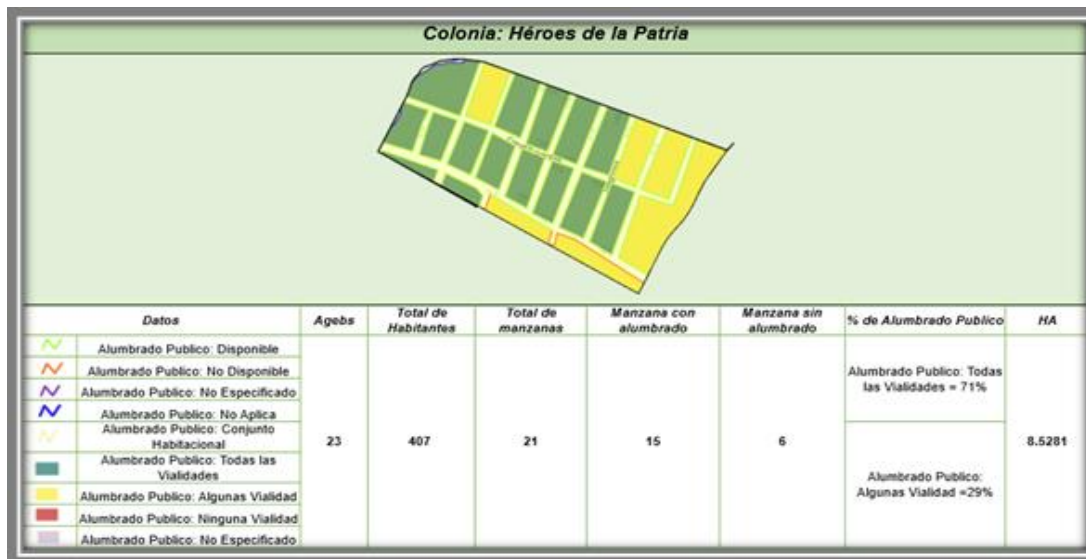 Colonia: Héroes de la Patria
Datos
Agebs
Total de
Habitantes
Total de
manzanas
Manzana con
alumbrado
Manzana sin
alumbrado
% de Alumbrado Publico
HA
Alumbrado Publico: Disponible
Alumbrado Publico: No Disponible
Alumbrado Publico: No Especificado
Alumbrado Publico: No Aplica
Alumbrado Publico: Conjunto
Habitacional
Alumbrado Publico: Todas las
Vialidades
Alumbrado Publico: Algunas Vialidad
Alumbrado Publico: Ninguna Vialidad
Alumbrado Publico: No Especificado
23
407
21
15
6
Alumbrado Publico: Todas
las Vialidades = 71%
Alumbrado Publico:
Algunas Vialidad =29%
8.5281